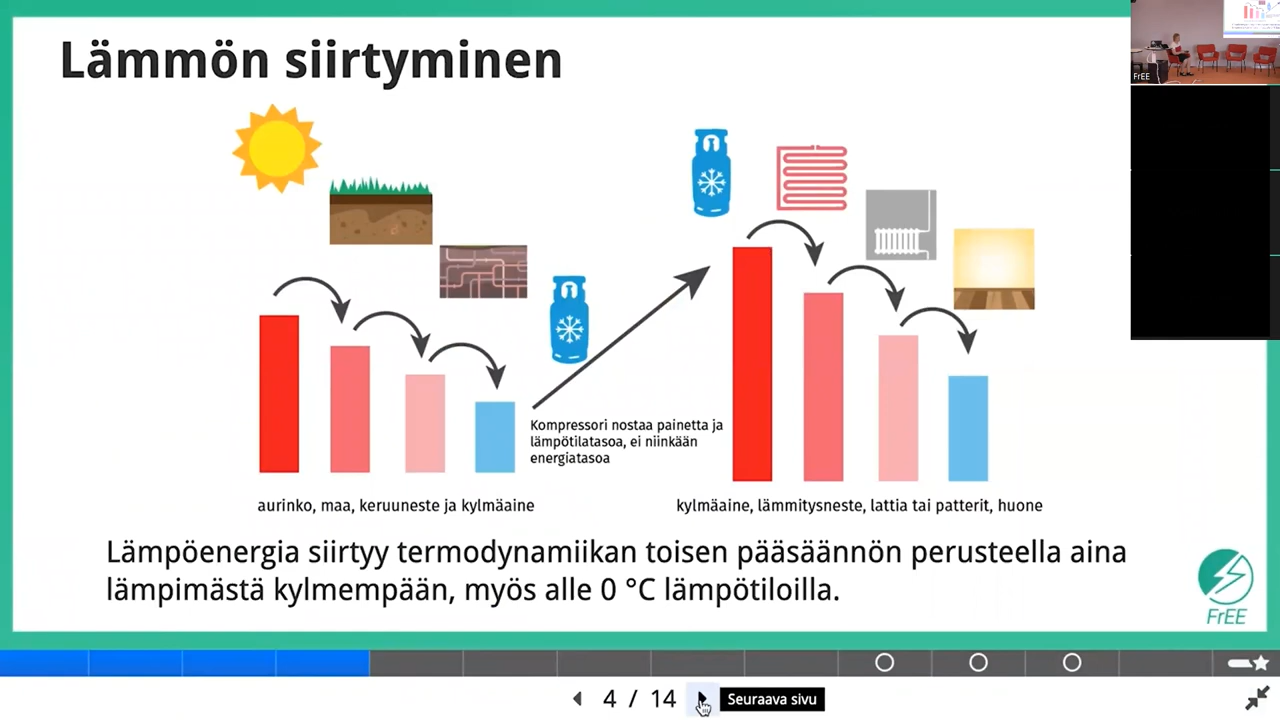 Lämmön siirtyminen
FrEE
Kompressori nostaa painetta ja
lämpötilatasoa, ei niinkään
energiatasoa
aurinko, maa, keruuneste ja kylmäaine
kylmäaine, lämmitysneste, lattia tai patterit, huone
Lämpöenergia siirtyy termodynamiikan toisen pääsäännön perusteella aina
lämpimästä kylmempään, myös alle 0 °C lämpötiloilla.
FrEE
4 / 14
Seuraava sivu